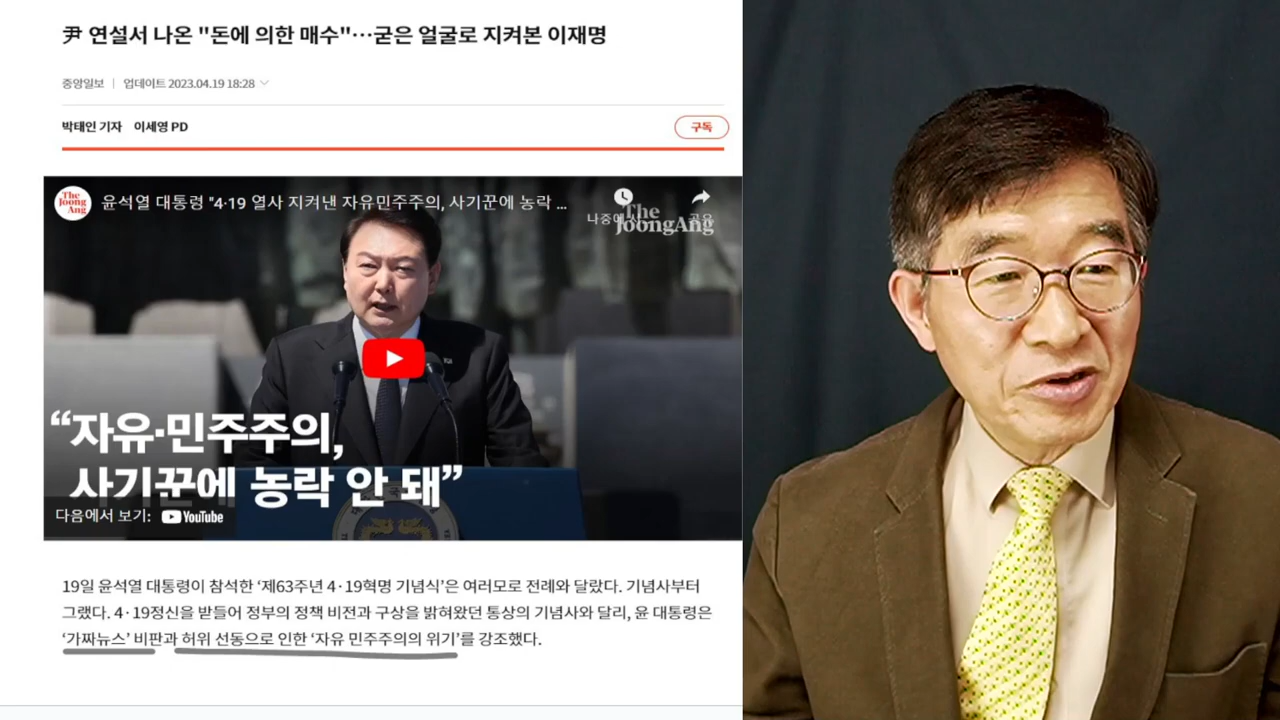 尹 연설서 나온 "돈에 의한 매수"…굳은 얼굴로 지켜본 이재명
중앙일보 | 업데이트 2023.04.19 18:28
박태인 기자 이세영 PD
구독
The JoongAng
윤석열 대통령 "4·19 열사 지켜낸 자유민주주의, 사기꾼에 농락 ...
The JoongAng
“자유·민주주의,
사기꾼에 농락 안 돼”
다음에서 보기: YouTube
19일 윤석열 대통령이 참석한 ‘제63주년 4·19혁명 기념식’은 여러모로 전례와 달랐다. 기념사부터
그랬다. 4·19정신을 받들어 정부의 정책 비전과 구상을 밝혀왔던 통상의 기념사와 달리, 윤 대통령은
‘가짜뉴스’ 비판과 허위 선동으로 인한 ‘자유 민주주의의 위기’를 강조했다.